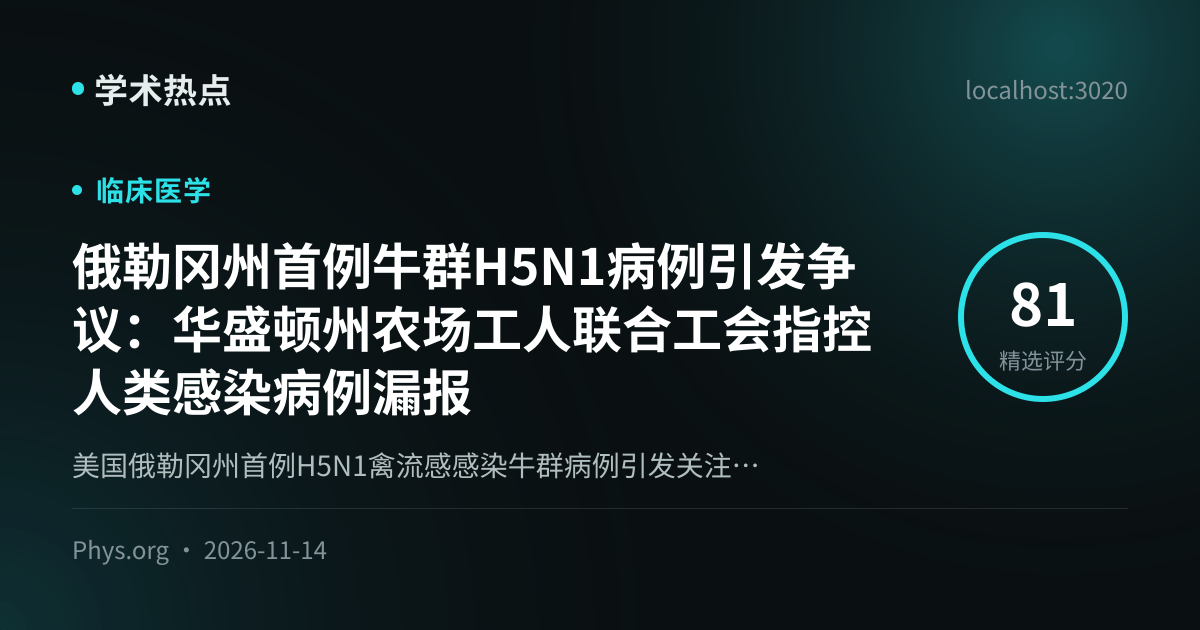 学术热点
localhost:3020
临床医学
俄勒冈州首例牛群H5N1病例引发争
议：华盛顿州农场工人联合工会指控
人类感染病例漏报
81
精选评分
美国俄勒冈州首例H5N1禽流感感染牛群病例引发关注…
Phys.org · 2026-11-14